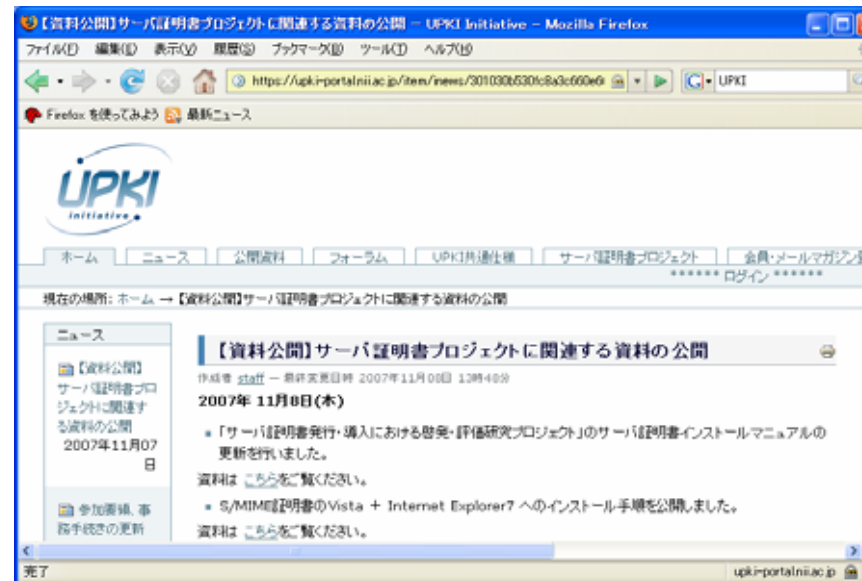 【資料公開】サーバ証明書プロジェクトに関連する資料の公開 - UPKI Initiative - Mozilla Firefox
ファイル(F) 編集(E) 表示(V) 履歴(S) ブックマーク(B) ツール(T) ヘルプ(H)
https://upki-portal.nii.ac.jp/item/inews/301030b530fc8a3c660e6 UPKI
Firefox を使ってみよう 最新ニュース
UPKI
initiative
ホーム ニュース 公開資料 フォーラム UPKI共通仕様 サーバ証明書プロジェクト 会員・メールマガジン
****** ログイン ******
現在の場所: ホーム → 【資料公開】サーバ証明書プロジェクトに関連する資料の公開
ニュース
【資料公開】
サーバ証明書プロ
ジェクトに関連す
る資料の公開
2007年11月07
日
参加要領、事
務手続きの更新
【資料公開】サーバ証明書プロジェクトに関連する資料の公開
作成者 staff — 最終変更日時 2007年11月08日 13時48分
2007年 11月8日(木)
「サーバ証明書発行・導入における啓発・評価研究プロジェクト」のサーバ証明書インストールマニュアルの
更新を行いました。
資料は こちらをご覧ください。
S/MIME証明書のVista + Internet Explorer7 へのインストール手順を公開しました。
資料は こちらをご覧ください。
完了 upki-portal.nii.ac.jp